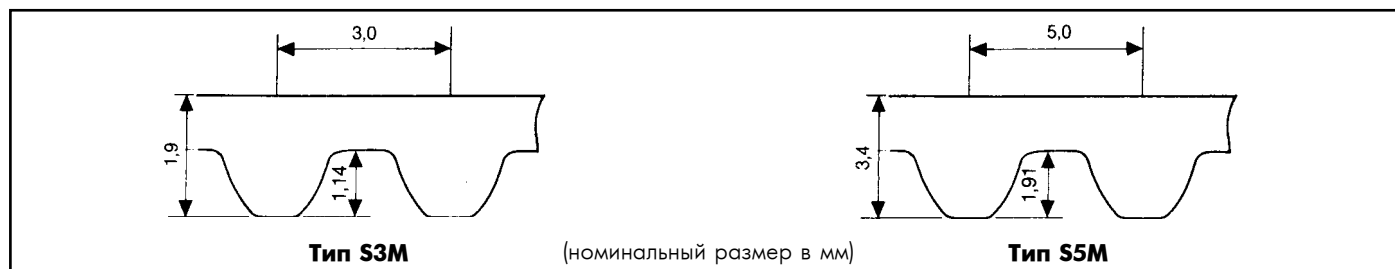 3,0
5,0
1,9
1,14
3,4
1,91
Тип S3M
(номинальный размер в мм)
Тип S5M